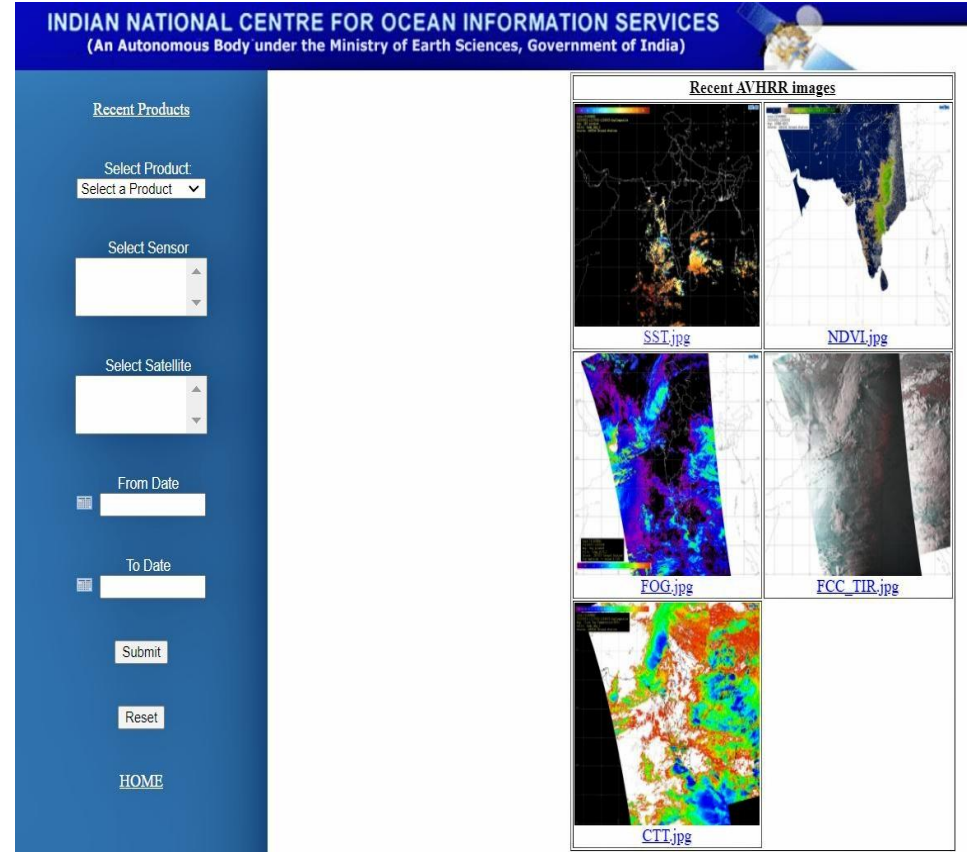 INDIAN NATIONAL CENTRE FOR OCEAN INFORMATION SERVICES
(An Autonomous Body under the Ministry of Earth Sciences, Government of India)
Recent Products
Select Product:
Select a Product
Select Sensor
Select Satellite
From Date
To Date
Submit
Reset
HOME
Recent AVHRR images
SST.jpg
NDVI.jpg
FOG.jpg
FCC_TIR.jpg
CTT.jpg